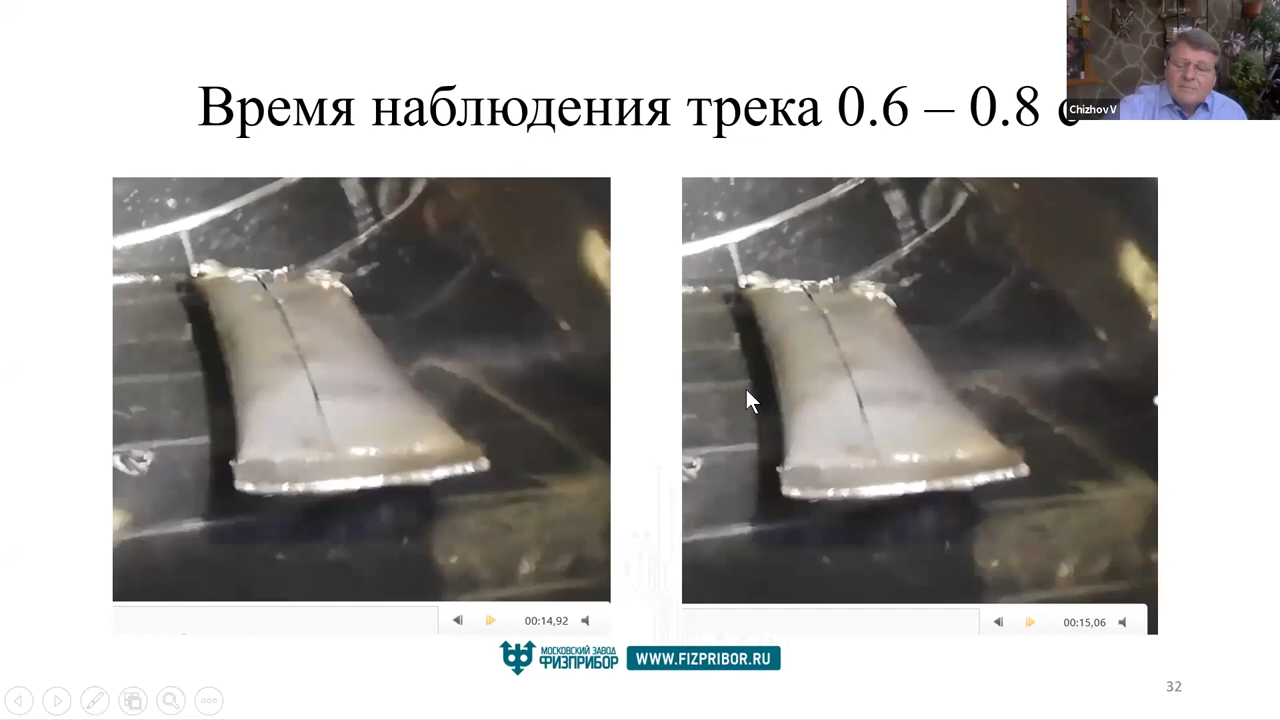 Время наблюдения трека 0.6 – 0.8 с
Chizhov V
00:14,92
00:15,06
МОСКОВСКИЙ ЗАВОД
ФИЗПРИБОР
WWW.FIZPRIBOR.RU
32